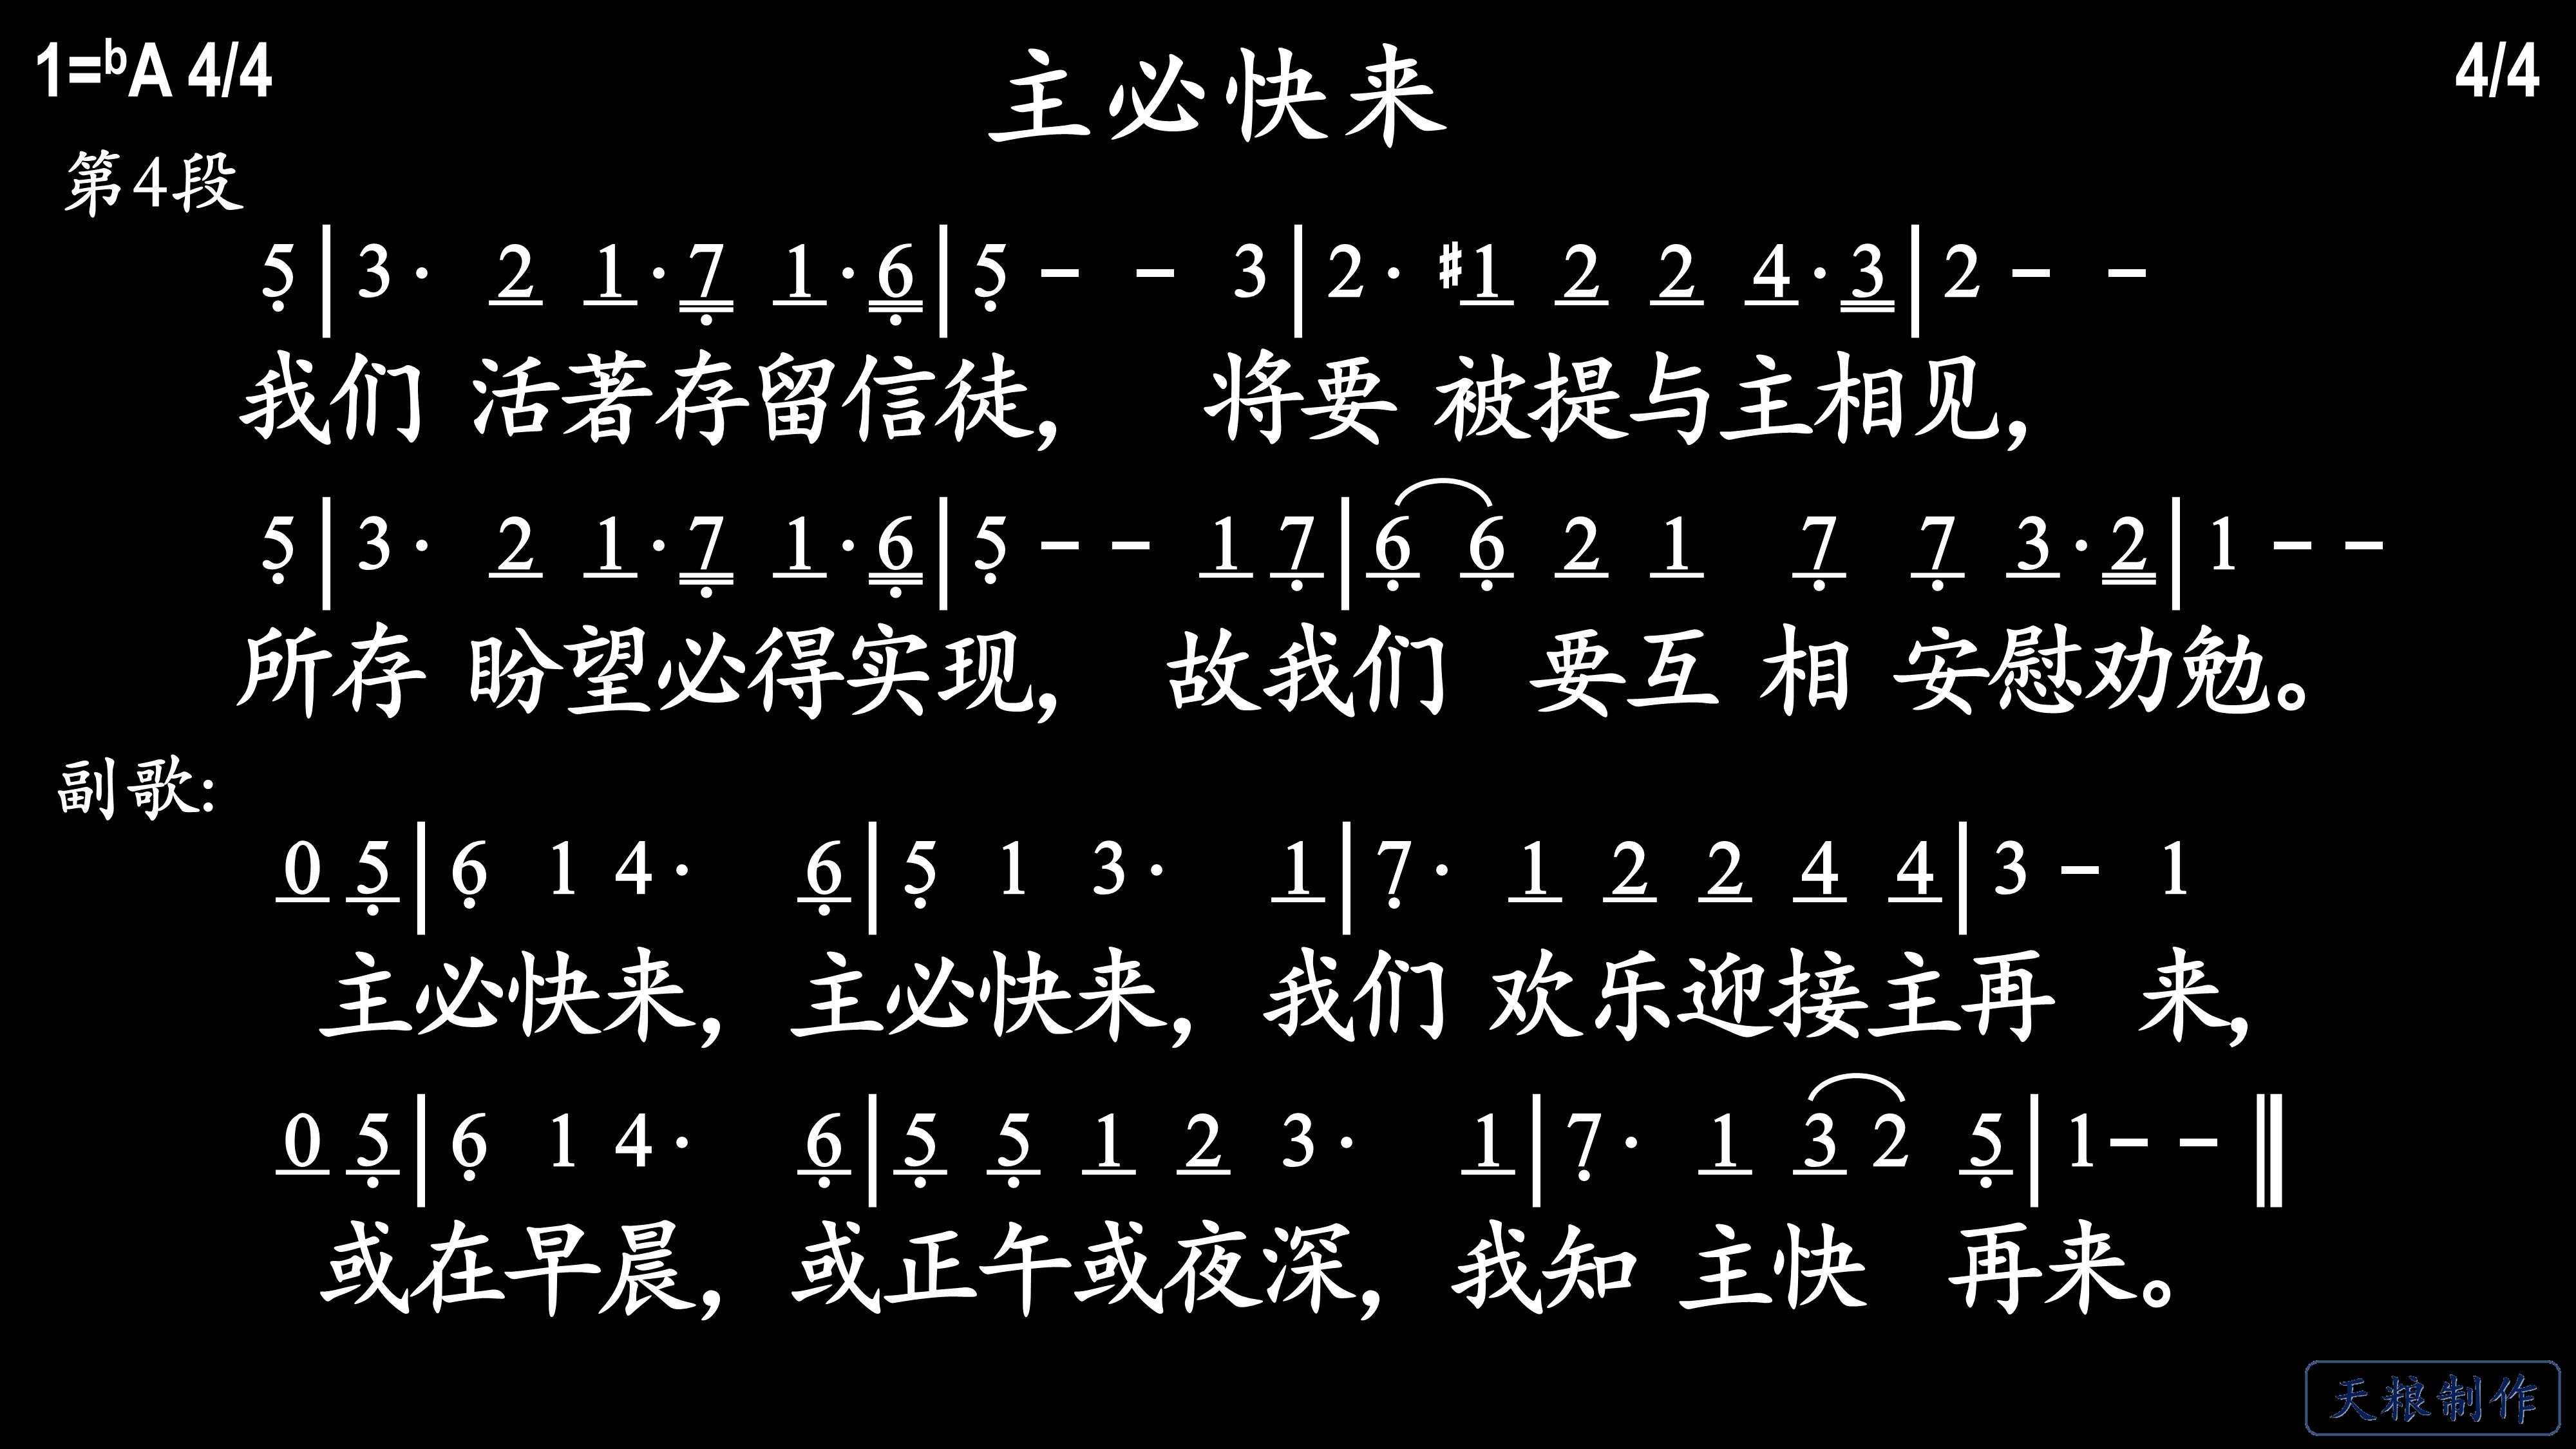 1=ᵇA 4/4
主必快来
4/4
第4段
5̣ | 3 · 2 1 · 7̣ 1 · 6̣ | 5̣ – – 3 | 2 · #1 2 2 4 · 3 | 2 – –
我们 活著存留信徒, 将要 被提与主相见,
5̣ | 3 · 2 1 · 7̣ 1 · 6̣ | 5̣ – – 1 7̣ | 6̣ 6̣ 2 1 7̣ 7̣ 3 · 2 | 1 – –
所存 盼望必得实现, 故我们 要互 相 安慰劝勉。
副歌:
0 5̣ | 6̣ 1 4 · 6̣ | 5̣ 1 3 · 1 | 7̣ · 1 2 2 4 4 | 3 – 1
主必快来, 主必快来, 我们 欢乐迎接主再 来,
0 5̣ | 6̣ 1 4 · 6̣ | 5̣ 5̣ 1 2 3 · 1 | 7̣ · 1 3 2 5̣ | 1 – – ‖
或在早晨, 或正午或夜深, 我知 主快 再来。
天粮制作